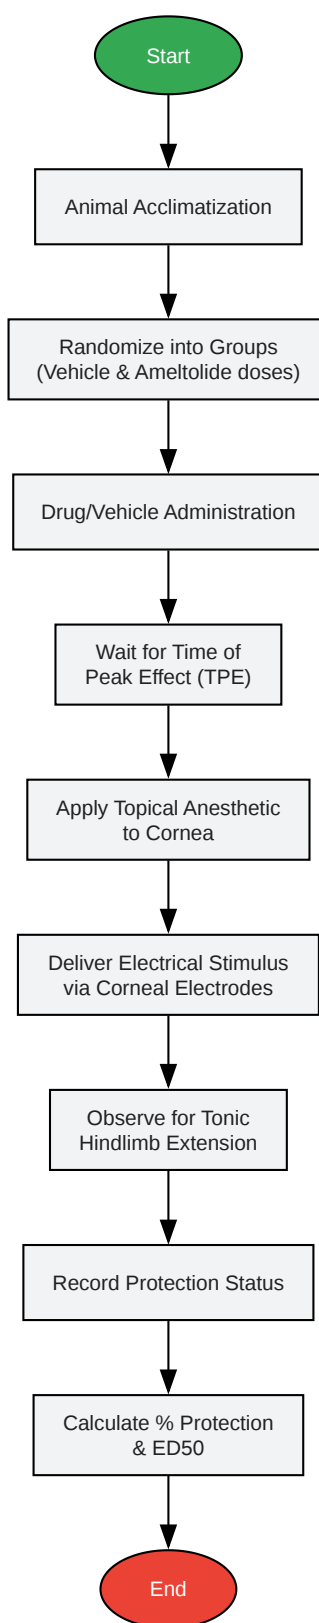 Start
Animal Acclimatization
Randomize into Groups
(Vehicle & Ameltolide doses)
Drug/Vehicle Administration
Wait for Time of
Peak Effect (TPE)
Apply Topical Anesthetic
to Cornea
Deliver Electrical Stimulus
via Corneal Electrodes
Observe for Tonic
Hindlimb Extension
Record Protection Status
Calculate % Protection
& ED50
End